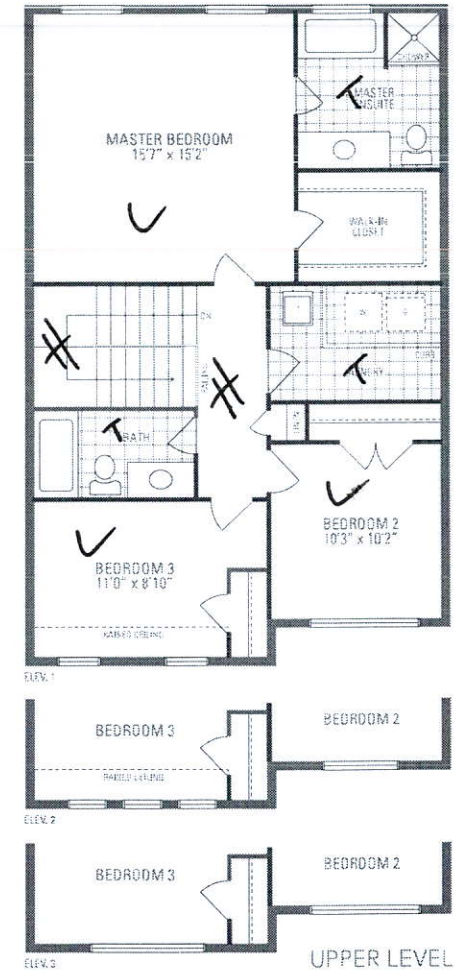 SHOWER
MASTER
ENSUITE
MASTER BEDROOM
15'7" x 15'2"
WALK-IN
CLOSET
DN
W
RAILING
LAUNDRY
T
T
BATH
T
BEDROOM 2
10'3" x 10'2"
BEDROOM 3
11'0" x 8'10"
RAISED CEILING
ELEV. 1
BEDROOM 3
BEDROOM 2
RAISED CEILING
ELEV. 2
BEDROOM 3
BEDROOM 2
ELEV. 3
UPPER LEVEL